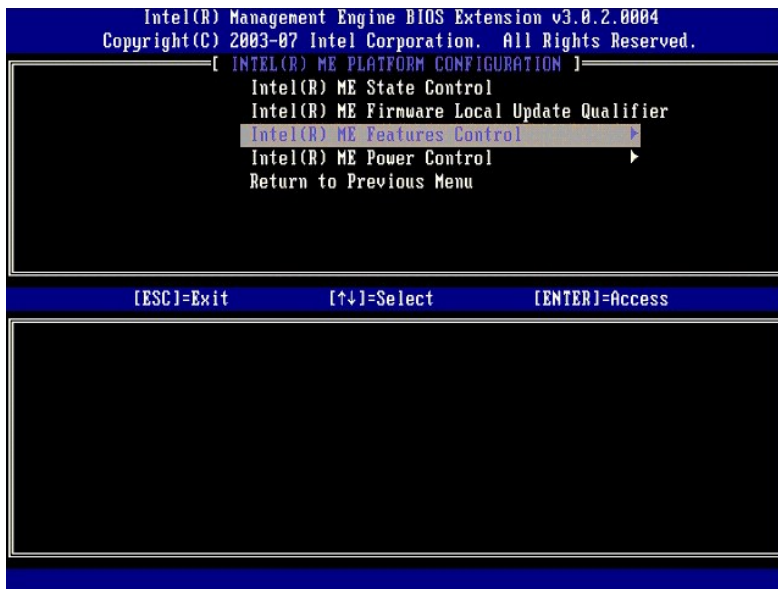 Intel(R) Management Engine BIOS Extension v3.0.2.0004
Copyright(C) 2003-07 Intel Corporation. All Rights Reserved.
[ INTEL(R) ME PLATFORM CONFIGURATION ]
Intel(R) ME State Control
Intel(R) ME Firmware Local Update Qualifier
Intel(R) ME Features Control ►
Intel(R) ME Power Control ►
Return to Previous Menu
[ESC]=Exit [↑↓]=Select [ENTER]=Access